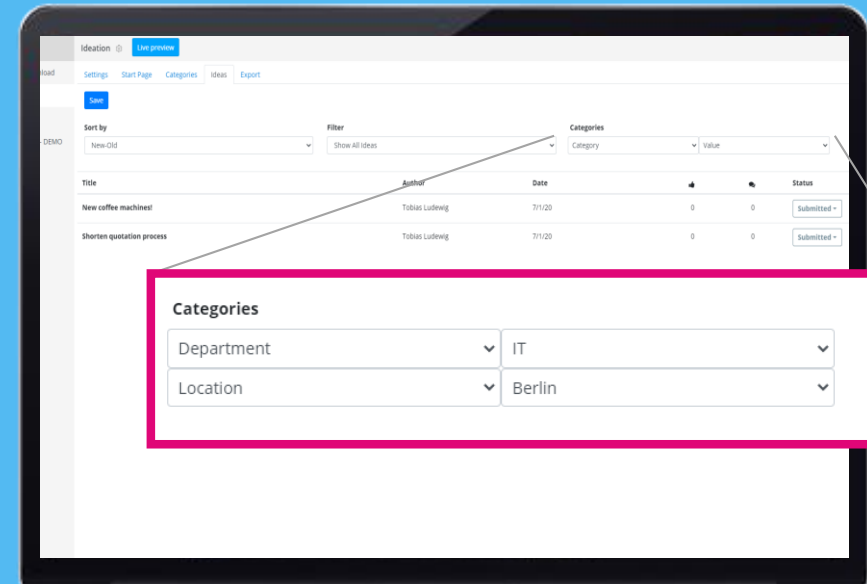 Ideation
Live preview
nload
Settings Start Page Categories Ideas Export
Save
- DEMO
Sort by Filter Categories
New-Old Show All Ideas Category Value
Title Author Date Status
New coffee machines! Tobias Ludewig 7/1/20 0 0 Submitted
Shorten quotation process Tobias Ludewig 7/1/20 0 0 Submitted
Categories
Department IT
Location Berlin